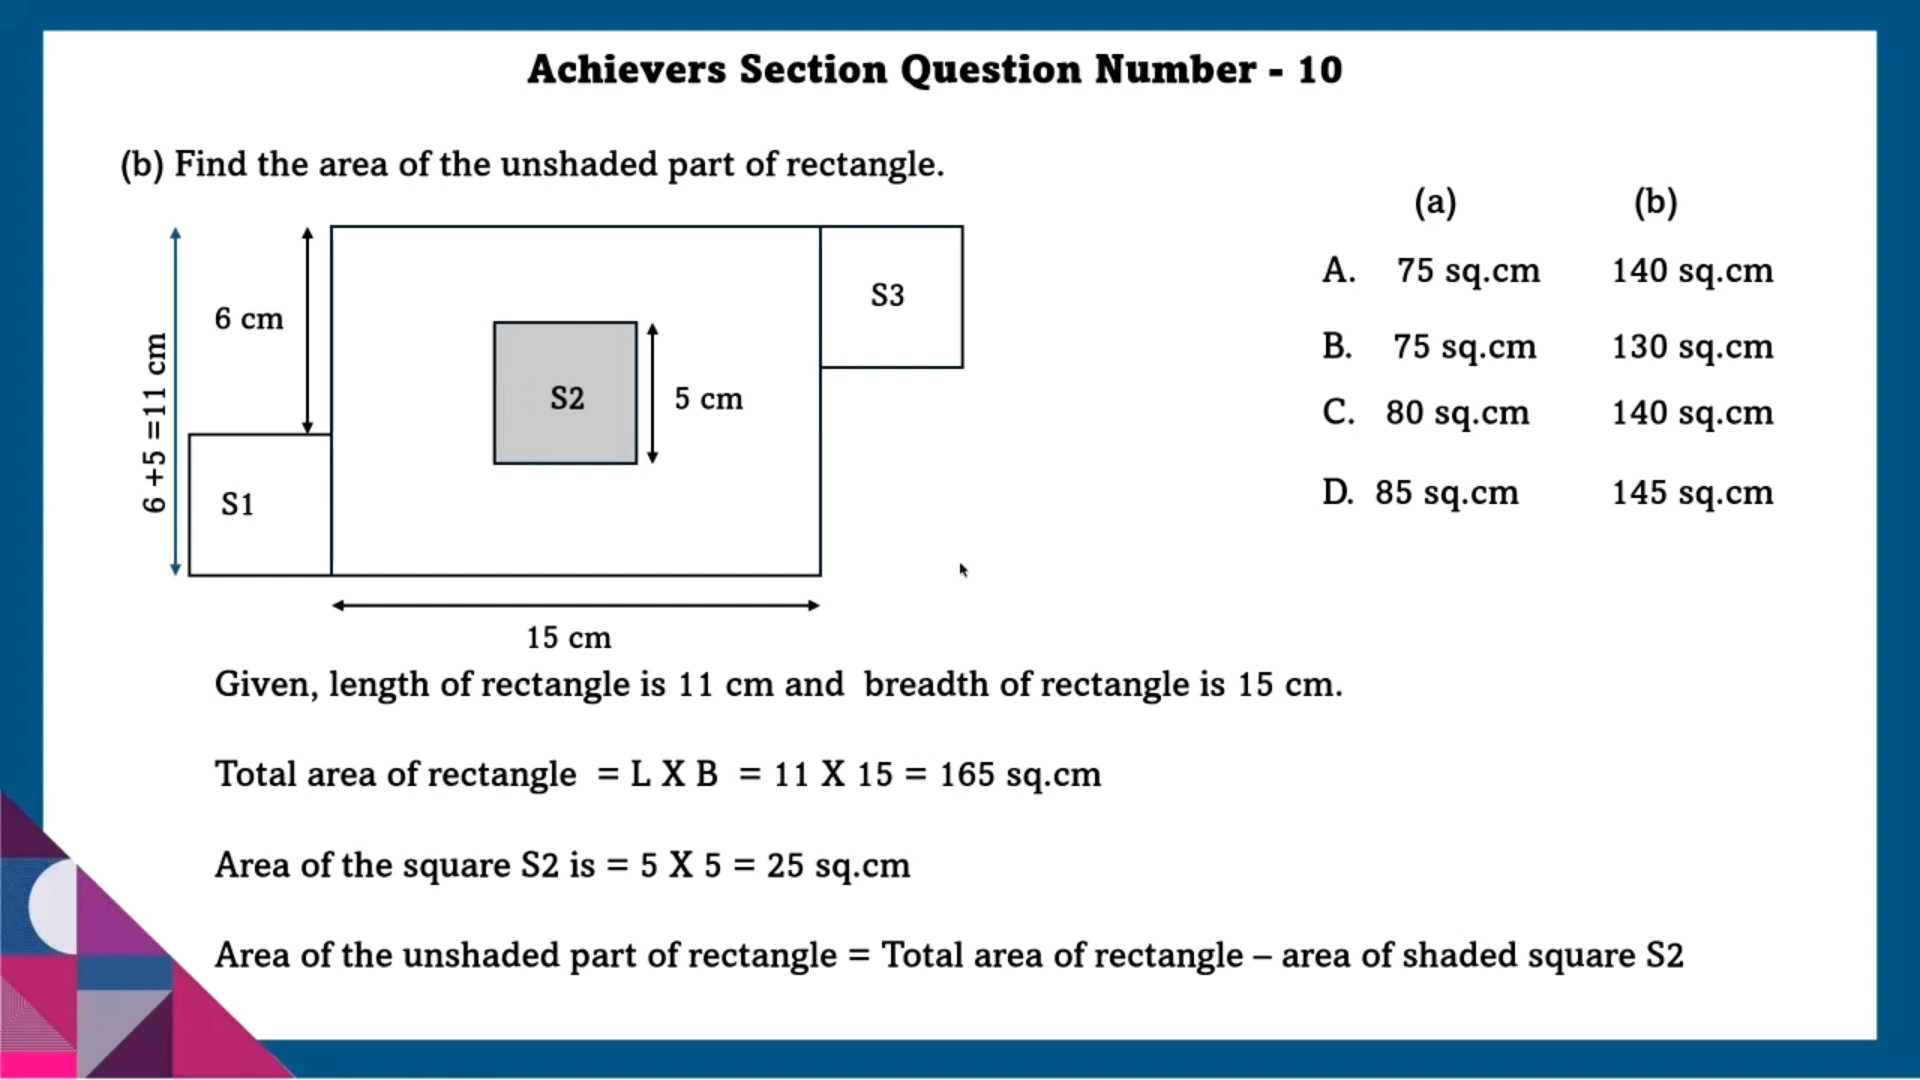 Achievers Section Question Number - 10
(b) Find the area of the unshaded part of rectangle.
(a) (b)
A. 75 sq.cm 140 sq.cm
B. 75 sq.cm 130 sq.cm
C. 80 sq.cm 140 sq.cm
D. 85 sq.cm 145 sq.cm
6 +5 =11 cm
6 cm
S3
S2
5 cm
S1
15 cm
Given, length of rectangle is 11 cm and breadth of rectangle is 15 cm.
Total area of rectangle = L X B = 11 X 15 = 165 sq.cm
Area of the square S2 is = 5 X 5 = 25 sq.cm
Area of the unshaded part of rectangle = Total area of rectangle – area of shaded square S2